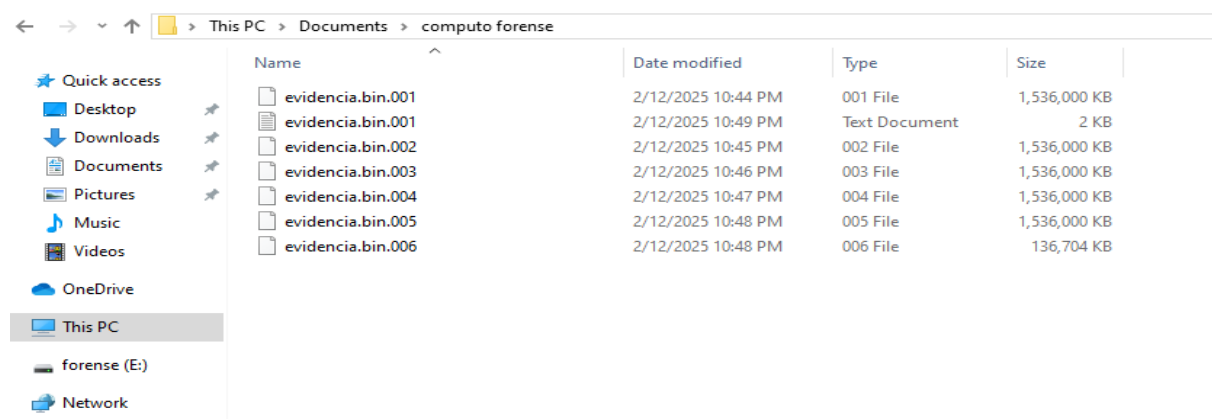 This PC > Documents > computo forense
Quick access
Desktop
Downloads
Documents
Pictures
Music
Videos
OneDrive
This PC
forense (E:)
Network
Name Date modified Type Size
evidencia.bin.001 2/12/2025 10:44 PM 001 File 1,536,000 KB
evidencia.bin.001 2/12/2025 10:49 PM Text Document 2 KB
evidencia.bin.002 2/12/2025 10:45 PM 002 File 1,536,000 KB
evidencia.bin.003 2/12/2025 10:46 PM 003 File 1,536,000 KB
evidencia.bin.004 2/12/2025 10:47 PM 004 File 1,536,000 KB
evidencia.bin.005 2/12/2025 10:48 PM 005 File 1,536,000 KB
evidencia.bin.006 2/12/2025 10:48 PM 006 File 136,704 KB